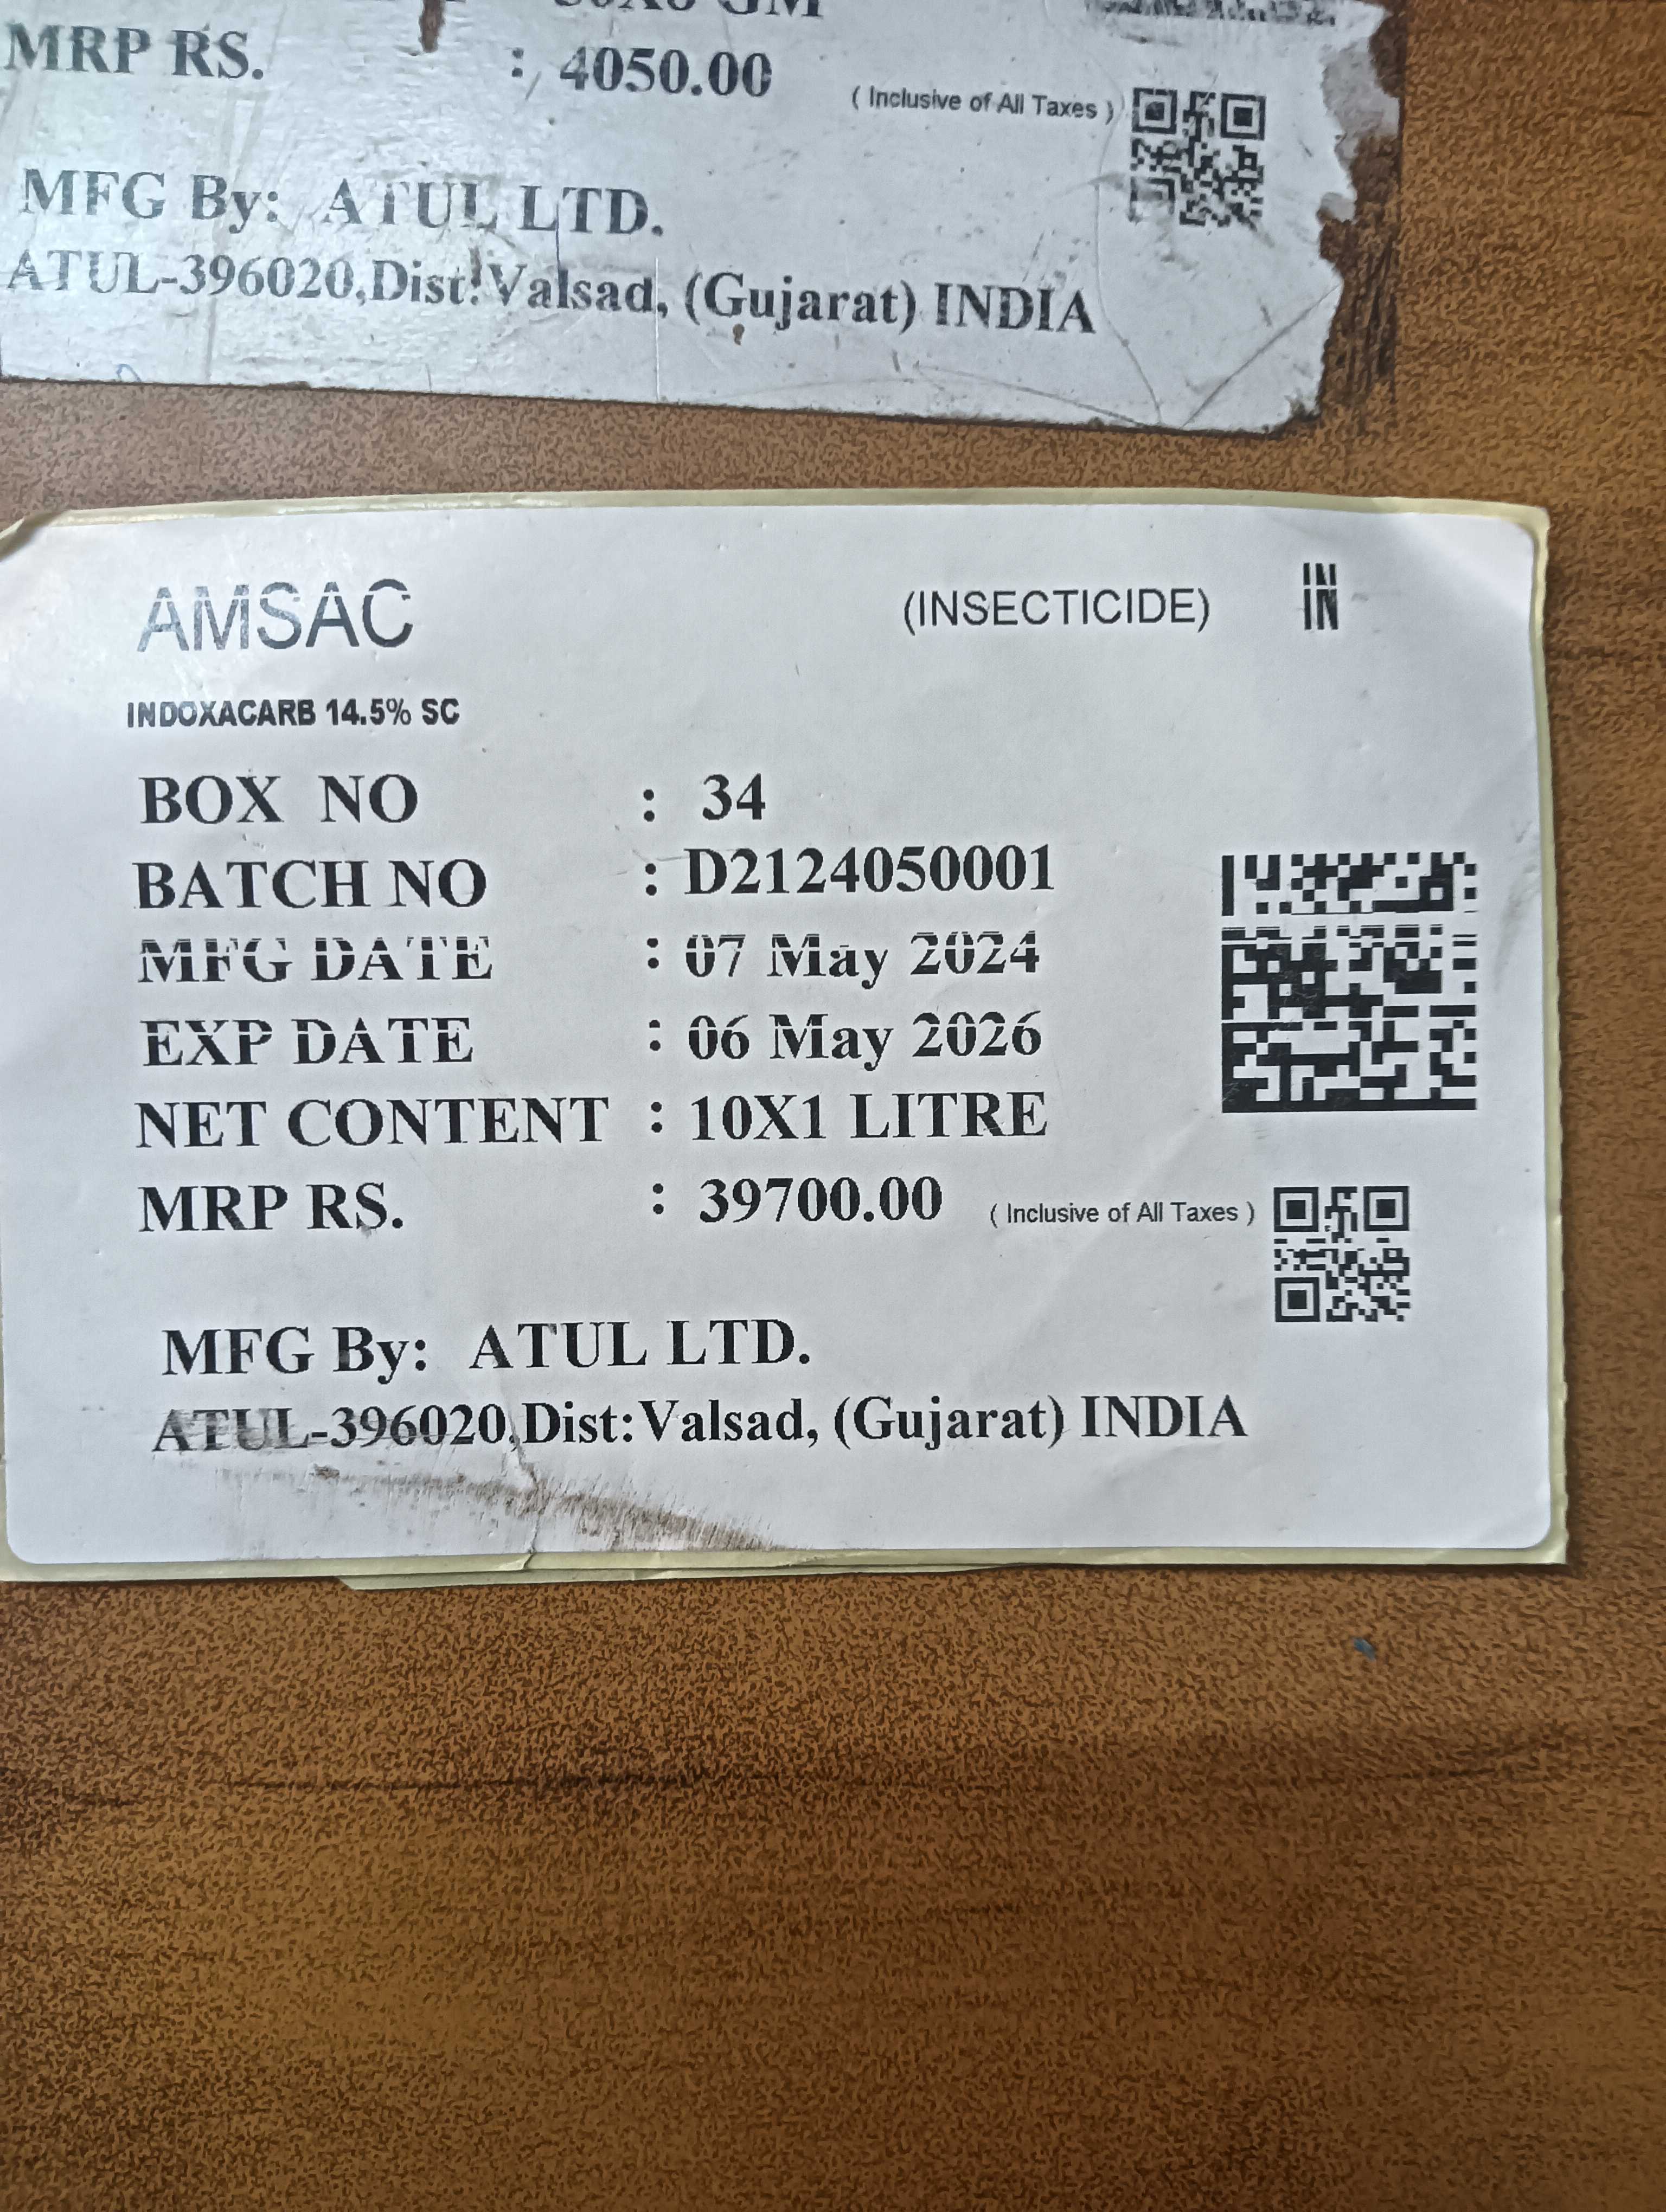 MRP RS. : 4050.00 ( Inclusive of All Taxes )
MFG By: ATUL LTD.
ATUL-396020,Dist:Valsad, (Gujarat) INDIA
AMSAC (INSECTICIDE) IN
IN
INDOXACARB 14.5% SC
BOX NO : 34
BATCH NO : D2124050001
MFG DATE : 07 May 2024
EXP DATE : 06 May 2026
NET CONTENT : 10X1 LITRE
MRP RS. : 39700.00 ( Inclusive of All Taxes )
MFG By: ATUL LTD.
ATUL-396020,Dist:Valsad, (Gujarat) INDIA